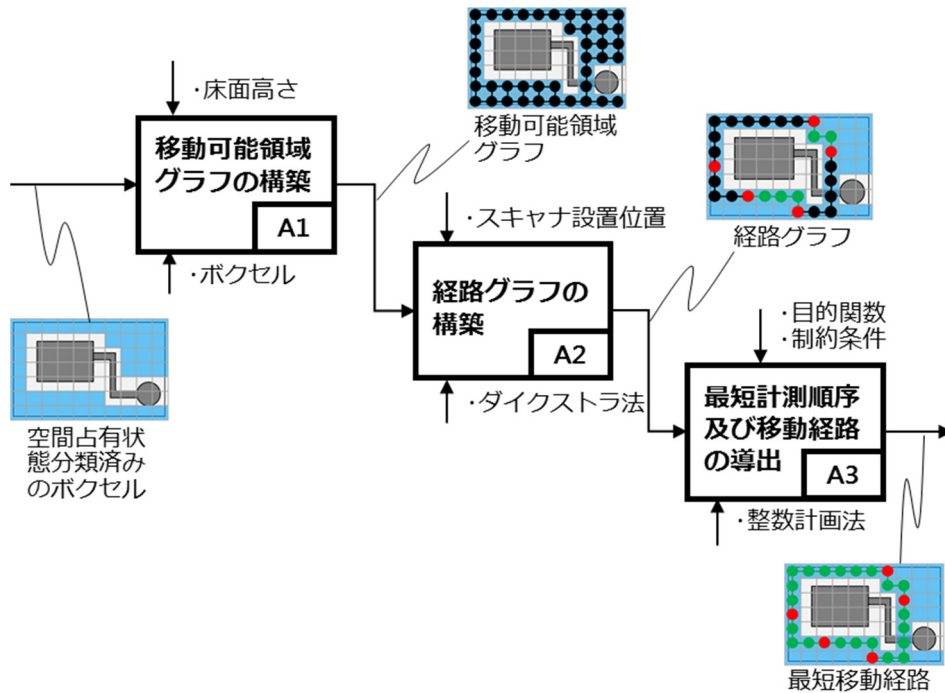 ・床面高さ
移動可能領域
グラフの構築
A1
・ボクセル
移動可能領域
グラフ
空間占有状
態分類済み
のボクセル
・スキャナ設置位置
経路グラフの
構築
A2
・ダイクストラ法
経路グラフ
・目的関数
・制約条件
最短計測順序
及び移動経路
の導出
A3
・整数計画法
最短移動経路